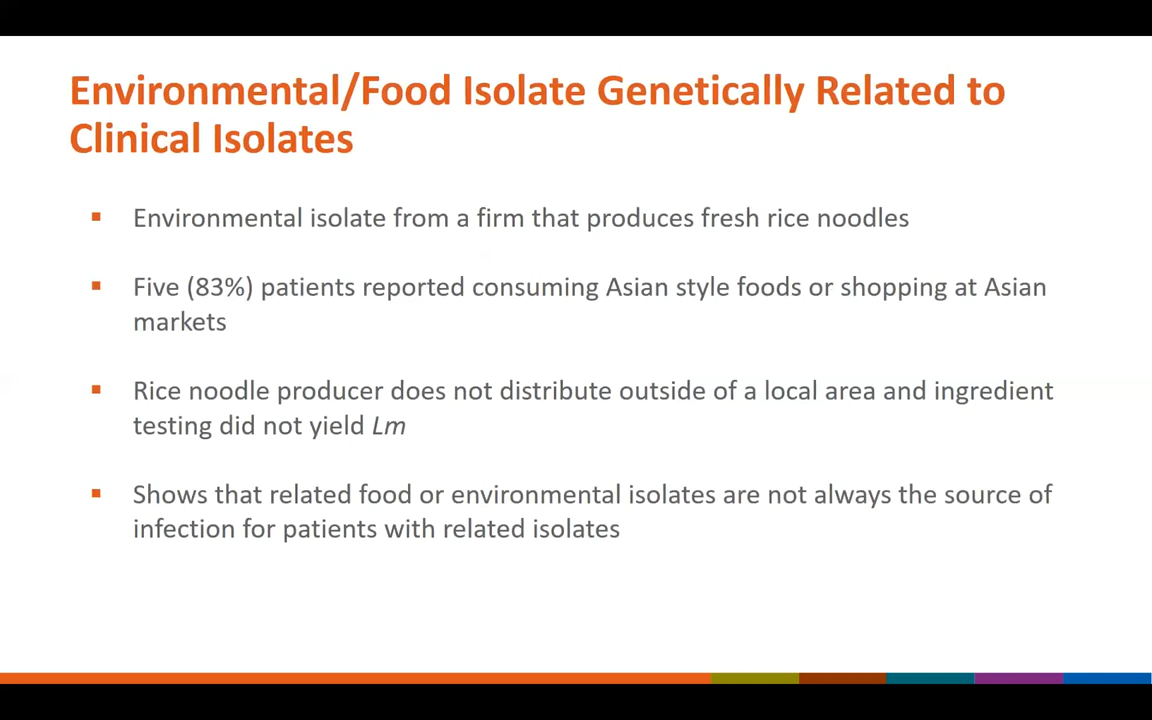 Environmental/Food Isolate Genetically Related to
Clinical Isolates
▪ Environmental isolate from a firm that produces fresh rice noodles
▪ Five (83%) patients reported consuming Asian style foods or shopping at Asian
markets
▪ Rice noodle producer does not distribute outside of a local area and ingredient
testing did not yield Lm
▪ Shows that related food or environmental isolates are not always the source of
infection for patients with related isolates